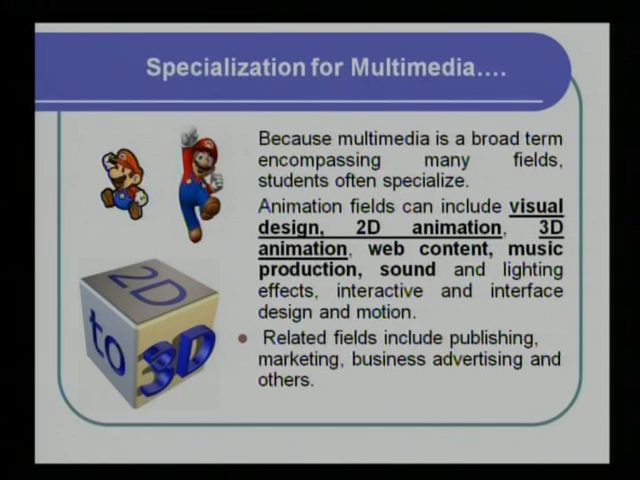 Specialization for Multimedia....
Because multimedia is a broad term
encompassing many fields,
students often specialize.
Animation fields can include visual
design, 2D animation, 3D
animation, web content, music
production, sound and lighting
effects, interactive and interface
design and motion.
Related fields include publishing,
marketing, business advertising and
others.
2D
to
3D